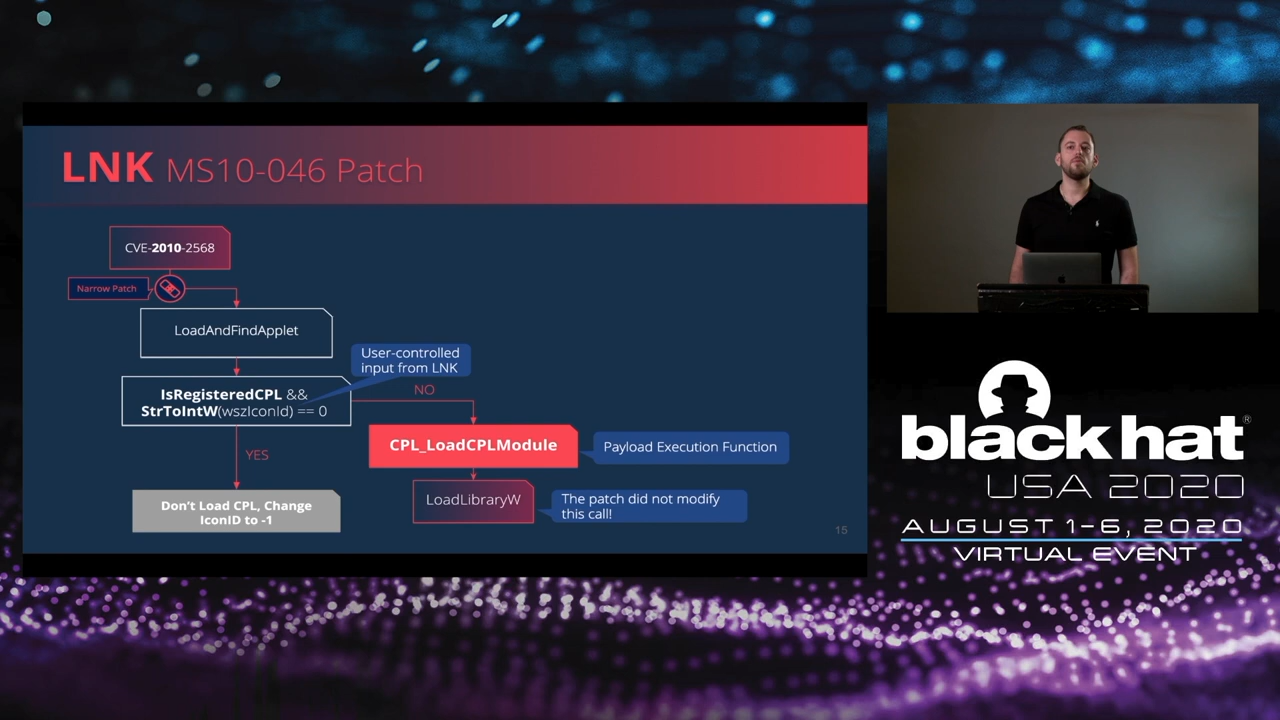 LNK MS10-046 Patch
CVE-2010-2568
Narrow Patch
LoadAndFindApplet
User-controlled
input from LNK
IsRegisteredCPL &&
StrToIntW(wszIconId) == 0
NO
CPL_LoadCPLModule
Payload Execution Function
YES
LoadLibraryW
The patch did not modify
this call!
Don't Load CPL, Change
IconID to -1
15
black hat®
USA 2020
AUGUST 1-6, 2020
VIRTUAL EVENT